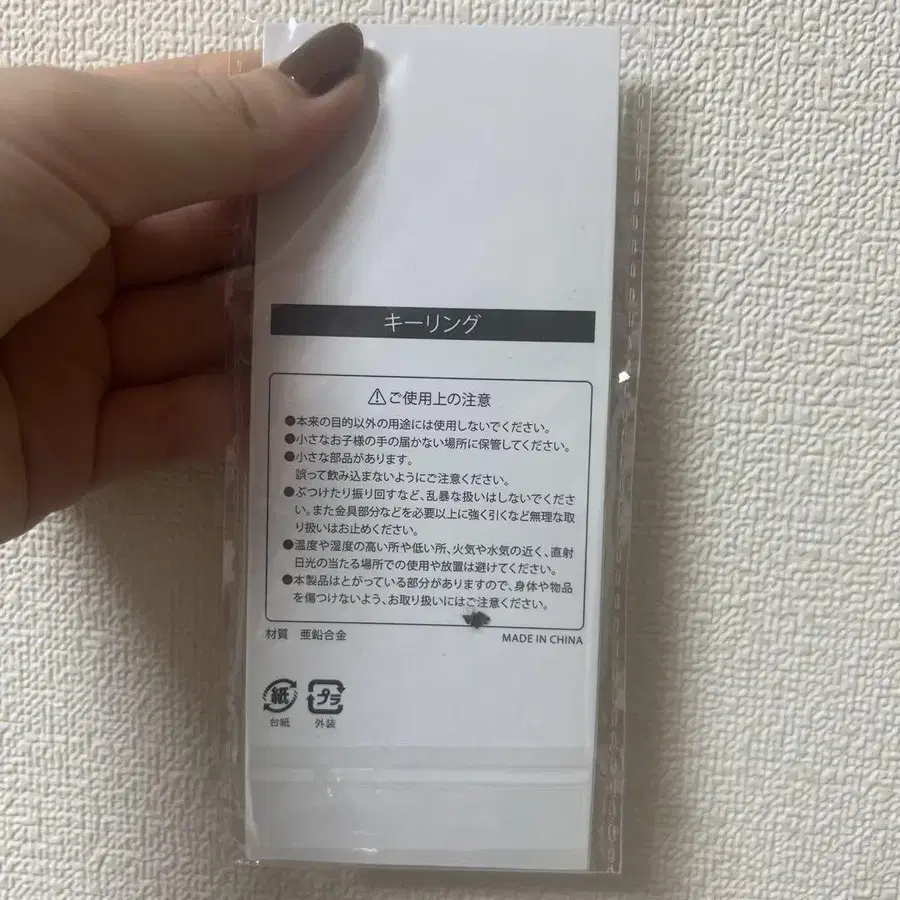 キーリング
⚠ご使用上の注意
●本来の目的以外の用途には使用しないでください。
●小さなお子様の手の届かない場所に保管してください。
●小さな部品があります。
誤って飲み込まないようにご注意ください。
●ぶつけたり振り回すなど、乱暴な扱いはしないでくださ
い。また金具部分などを必要以上に強く引くなど無理な取
り扱いはお止めください。
●温度や湿度の高い所や低い所、火気や水気の近く、直射
日光の当たる場所での使用や放置は避けてください。
●本製品はとがっている部分がありますので、身体や物品
を傷つけないよう、お取り扱いにはご注意ください。
材質 亜鉛合金
MADE IN CHINA
紙 プラ
台紙 外装